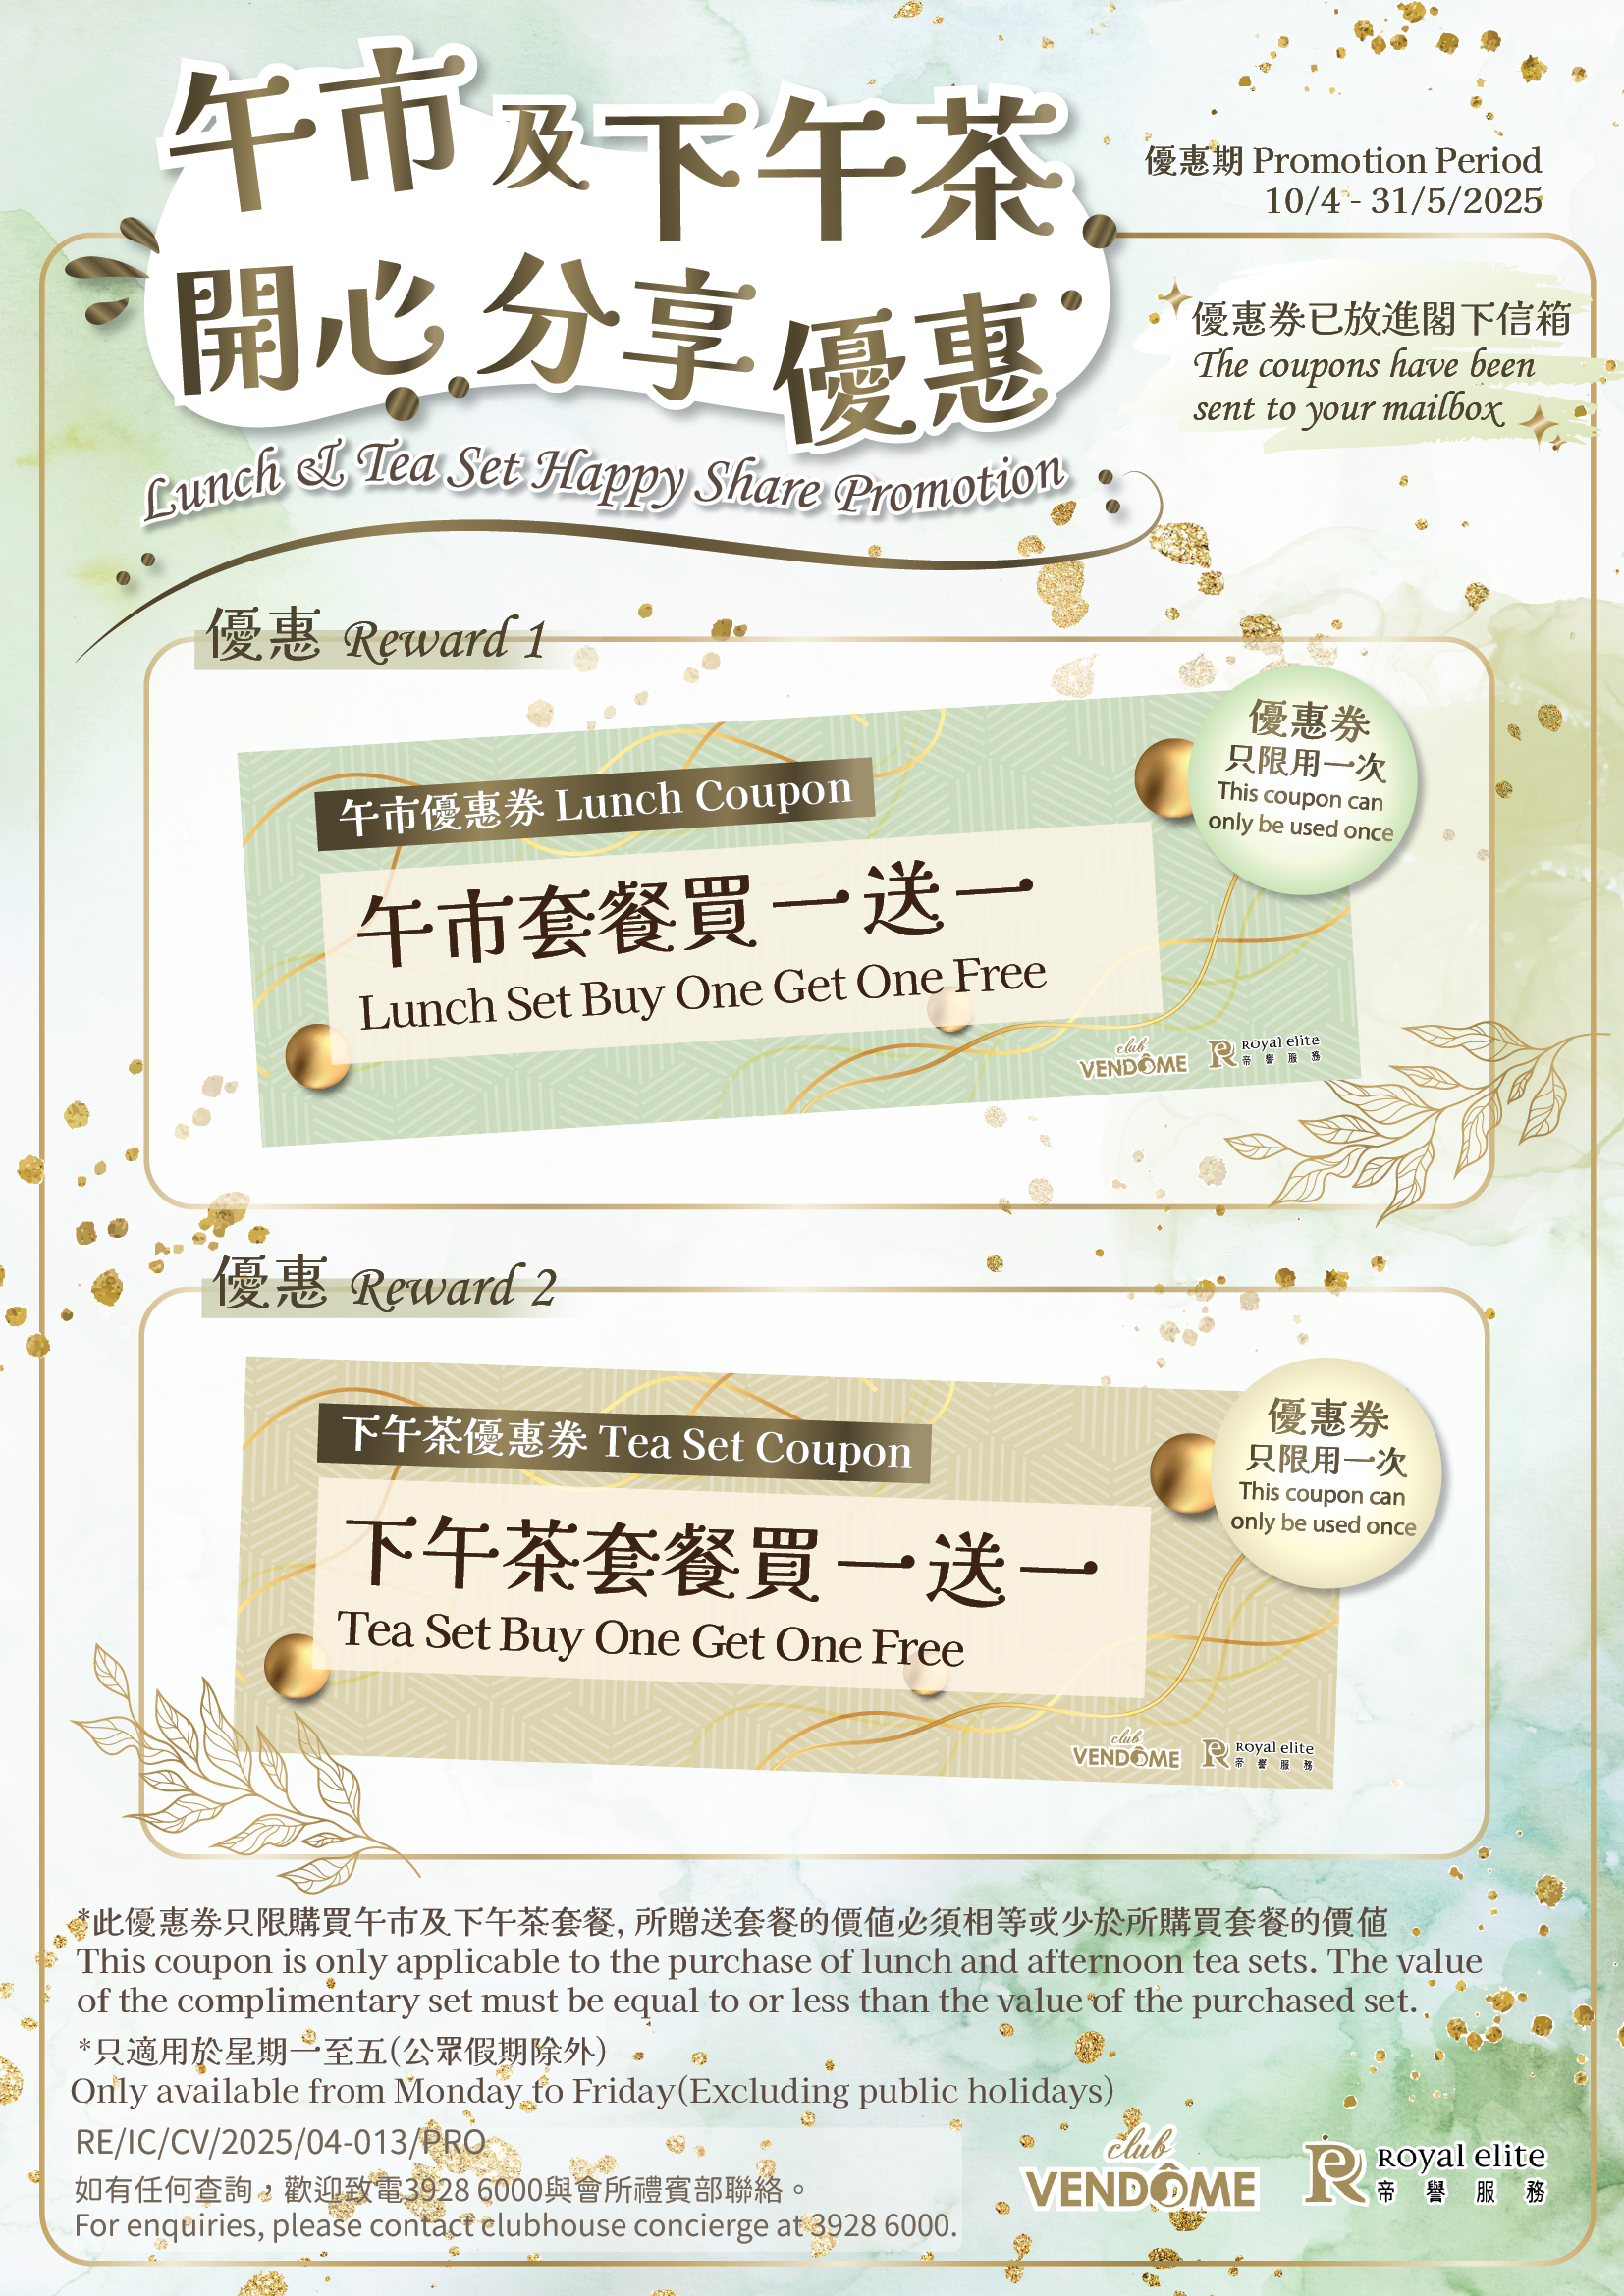 午市及下午茶
開心分享優惠
Lunch & Tea Set Happy Share Promotion
優惠期 Promotion Period
10/4 - 31/5/2025
優惠券已放進閣下信箱
The coupons have been
sent to your mailbox
優惠 Reward 1
優惠券
只限用一次
This coupon can
only be used once
午市優惠券 Lunch Coupon
午市套餐買一送一
Lunch Set Buy One Get One Free
club
VENDÔME
Royal elite
帝譽服務
優惠 Reward 2
優惠券
只限用一次
This coupon can
only be used once
下午茶優惠券 Tea Set Coupon
下午茶套餐買一送一
Tea Set Buy One Get One Free
club
VENDÔME
Royal elite
帝譽服務
*此優惠券只限購買午市及下午茶套餐, 所贈送套餐的價值必須相等或少於所購買套餐的價值
This coupon is only applicable to the purchase of lunch and afternoon tea sets. The value
of the complimentary set must be equal to or less than the value of the purchased set.
*只適用於星期一至五(公眾假期除外)
Only available from Monday to Friday(Excluding public holidays)
RE/IC/CV/2025/04-013/PRO
如有任何查詢，歡迎致電3928 6000與會所禮賓部聯絡。
For enquiries, please contact clubhouse concierge at 3928 6000.
club
VENDÔME
Royal elite
帝譽服務